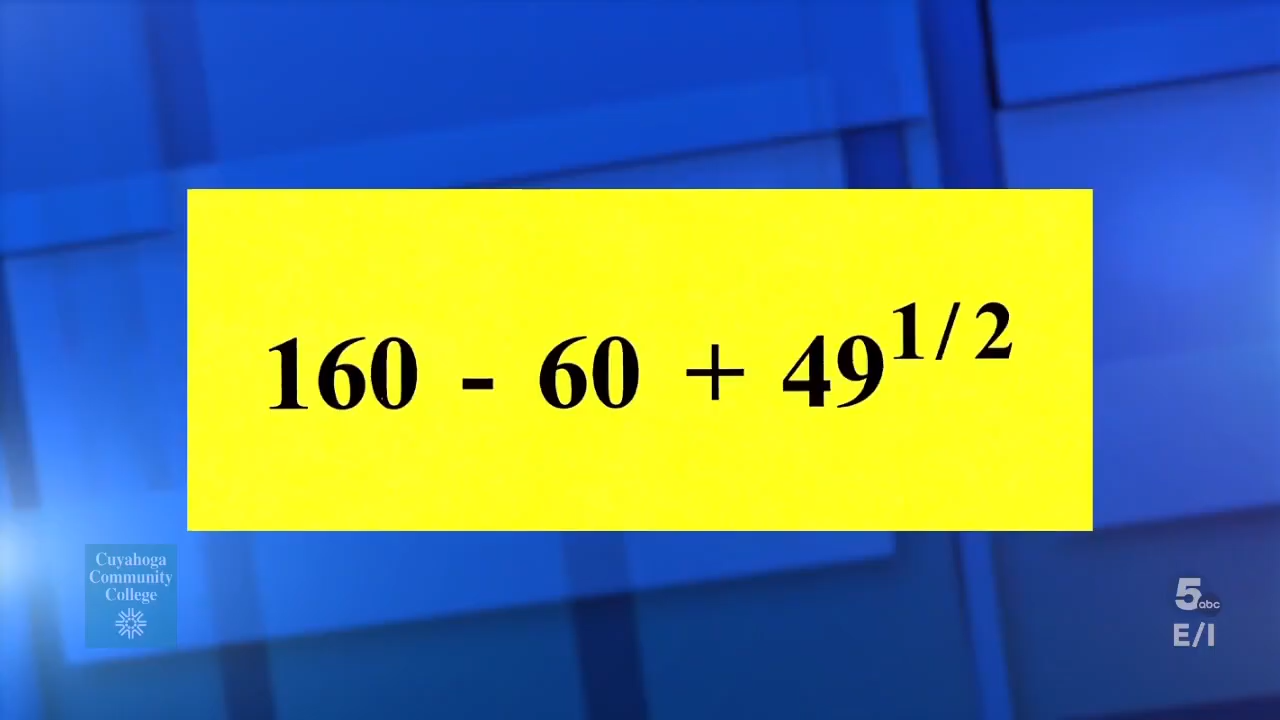 160 - 60 + 49^{1/2}
Cuyahoga
Community
College
5abc
E/I